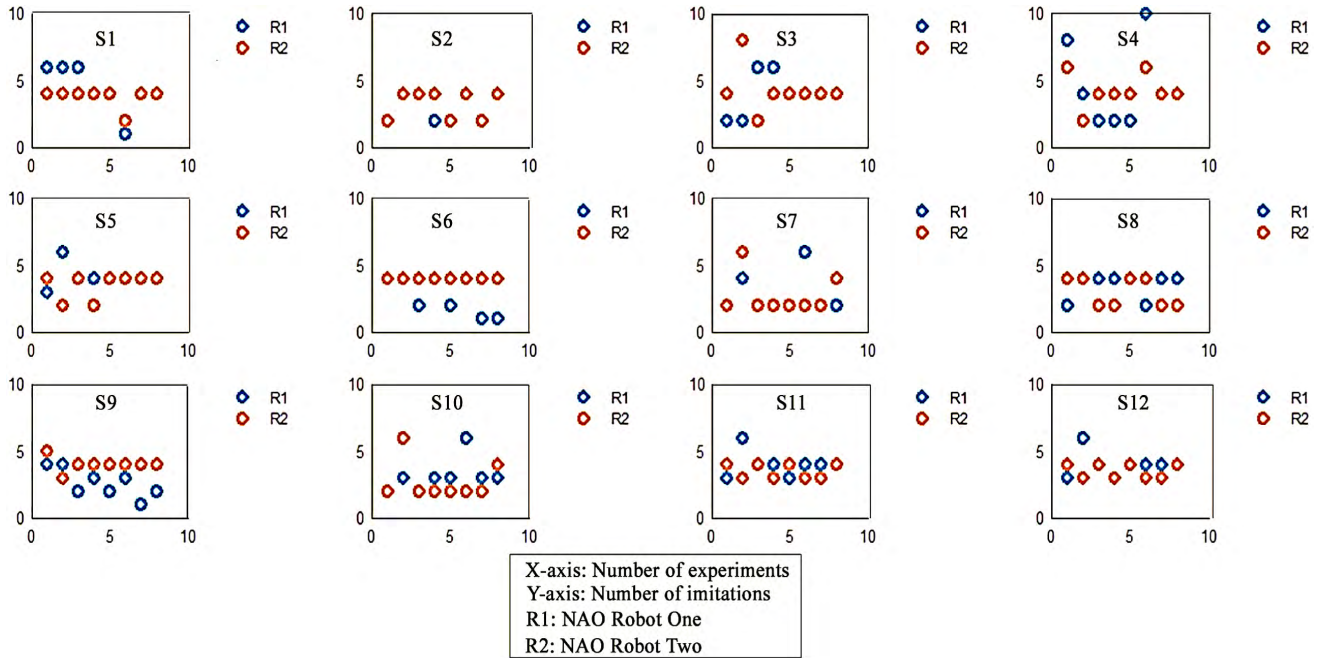 S1
R1
R2
10
5
0
0 5 10
S2
R1
R2
10
5
0
0 5 10
S3
R1
R2
10
5
0
0 5 10
S4
R1
R2
10
5
0
0 5 10
S5
R1
R2
10
5
0
0 5 10
S6
R1
R2
10
5
0
0 5 10
S7
R1
R2
10
5
0
0 5 10
S8
R1
R2
10
5
0
0 5 10
S9
R1
R2
10
5
0
0 5 10
S10
R1
R2
10
5
0
0 5 10
S11
R1
R2
10
5
0
0 5 10
S12
R1
R2
10
5
0
0 5 10
X-axis: Number of experiments
Y-axis: Number of imitations
R1: NAO Robot One
R2: NAO Robot Two